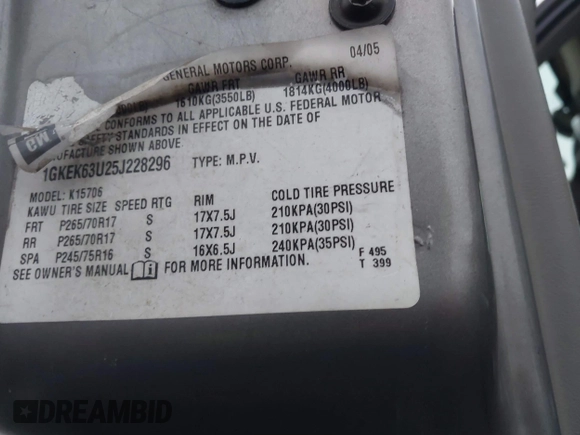 GENERAL MOTORS CORP. 04/05
GAWR FRT GAWR RR
1610KG(3550LB) 1814KG(4000LB)
CONFORMS TO ALL APPLICABLE U.S. FEDERAL MOTOR
SAFETY STANDARDS IN EFFECT ON THE DATE OF
MANUFACTURE SHOWN ABOVE.
1GKEK63U25J228296 TYPE: M.P.V.
MODEL: K15706
KAWU TIRE SIZE SPEED RTG RIM COLD TIRE PRESSURE
FRT P265/70R17 S 17X7.5J 210KPA(30PSI)
RR P265/70R17 S 17X7.5J 210KPA(30PSI)
SPA P245/75R16 S 16X6.5J 240KPA(35PSI)
SEE OWNER'S MANUAL FOR MORE INFORMATION. F 495
T 399
GM
DREAMBID